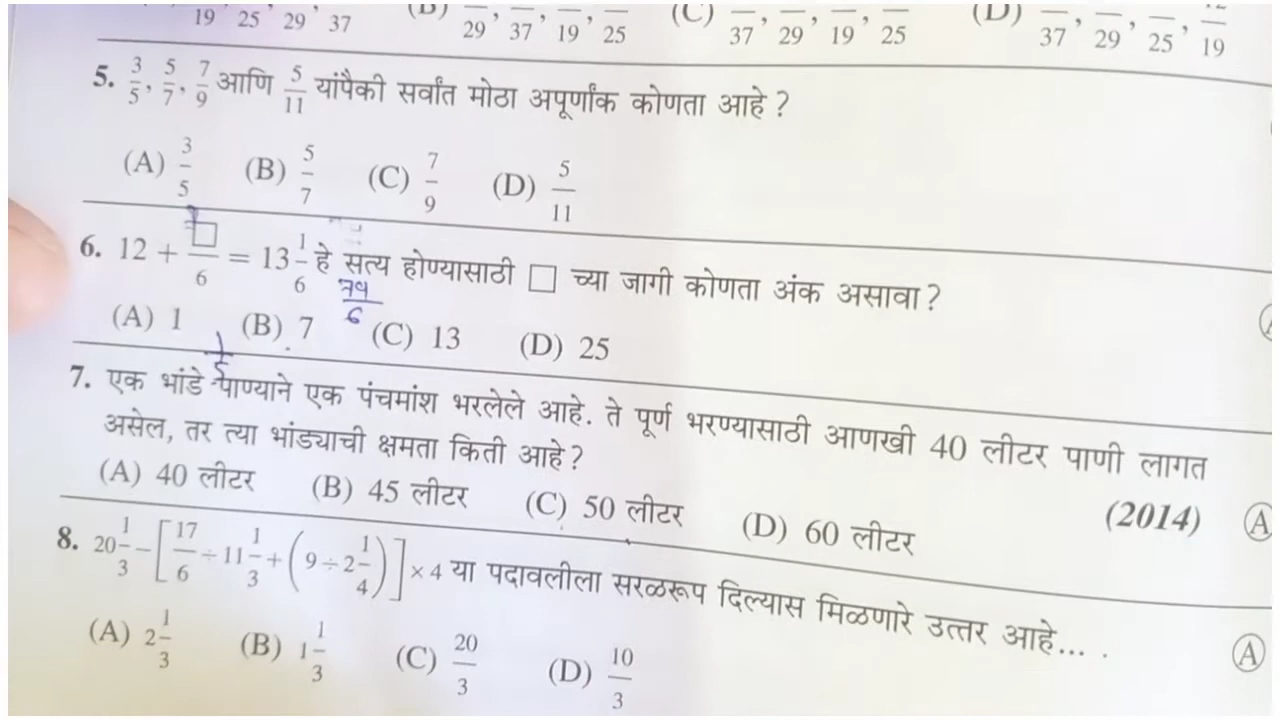 19 25 29 37 (B) 29, 37, 19, 25 (C) 37, 29, 19, 25 (D) 37, 29, 25, 19
5. 3/5, 5/7, 7/9 आणि 5/11 यांपैकी सर्वांत मोठा अपूर्णांक कोणता आहे ?
(A) 3/5 (B) 5/7 (C) 7/9 (D) 5/11
6. 12 + □/6 = 13 1/6 हे सत्य होण्यासाठी □ च्या जागी कोणता अंक असावा ?
(A) 1 (B) 7 (C) 13 (D) 25
7. एक भांडे पाण्याने एक पंचमांश भरलेले आहे. ते पूर्ण भरण्यासाठी आणखी 40 लीटर पाणी लागत
असेल, तर त्या भांड्याची क्षमता किती आहे ? (2014) A
(A) 40 लीटर (B) 45 लीटर (C) 50 लीटर (D) 60 लीटर
8. 20 1/3 − [17/6 ÷ 11 1/3 + (9 ÷ 2 1/4)] × 4 या पदावलीला सरळरूप दिल्यास मिळणारे उत्तर आहे... .
(A) 2 1/3 (B) 1 1/3 (C) 20/3 (D) 10/3 A